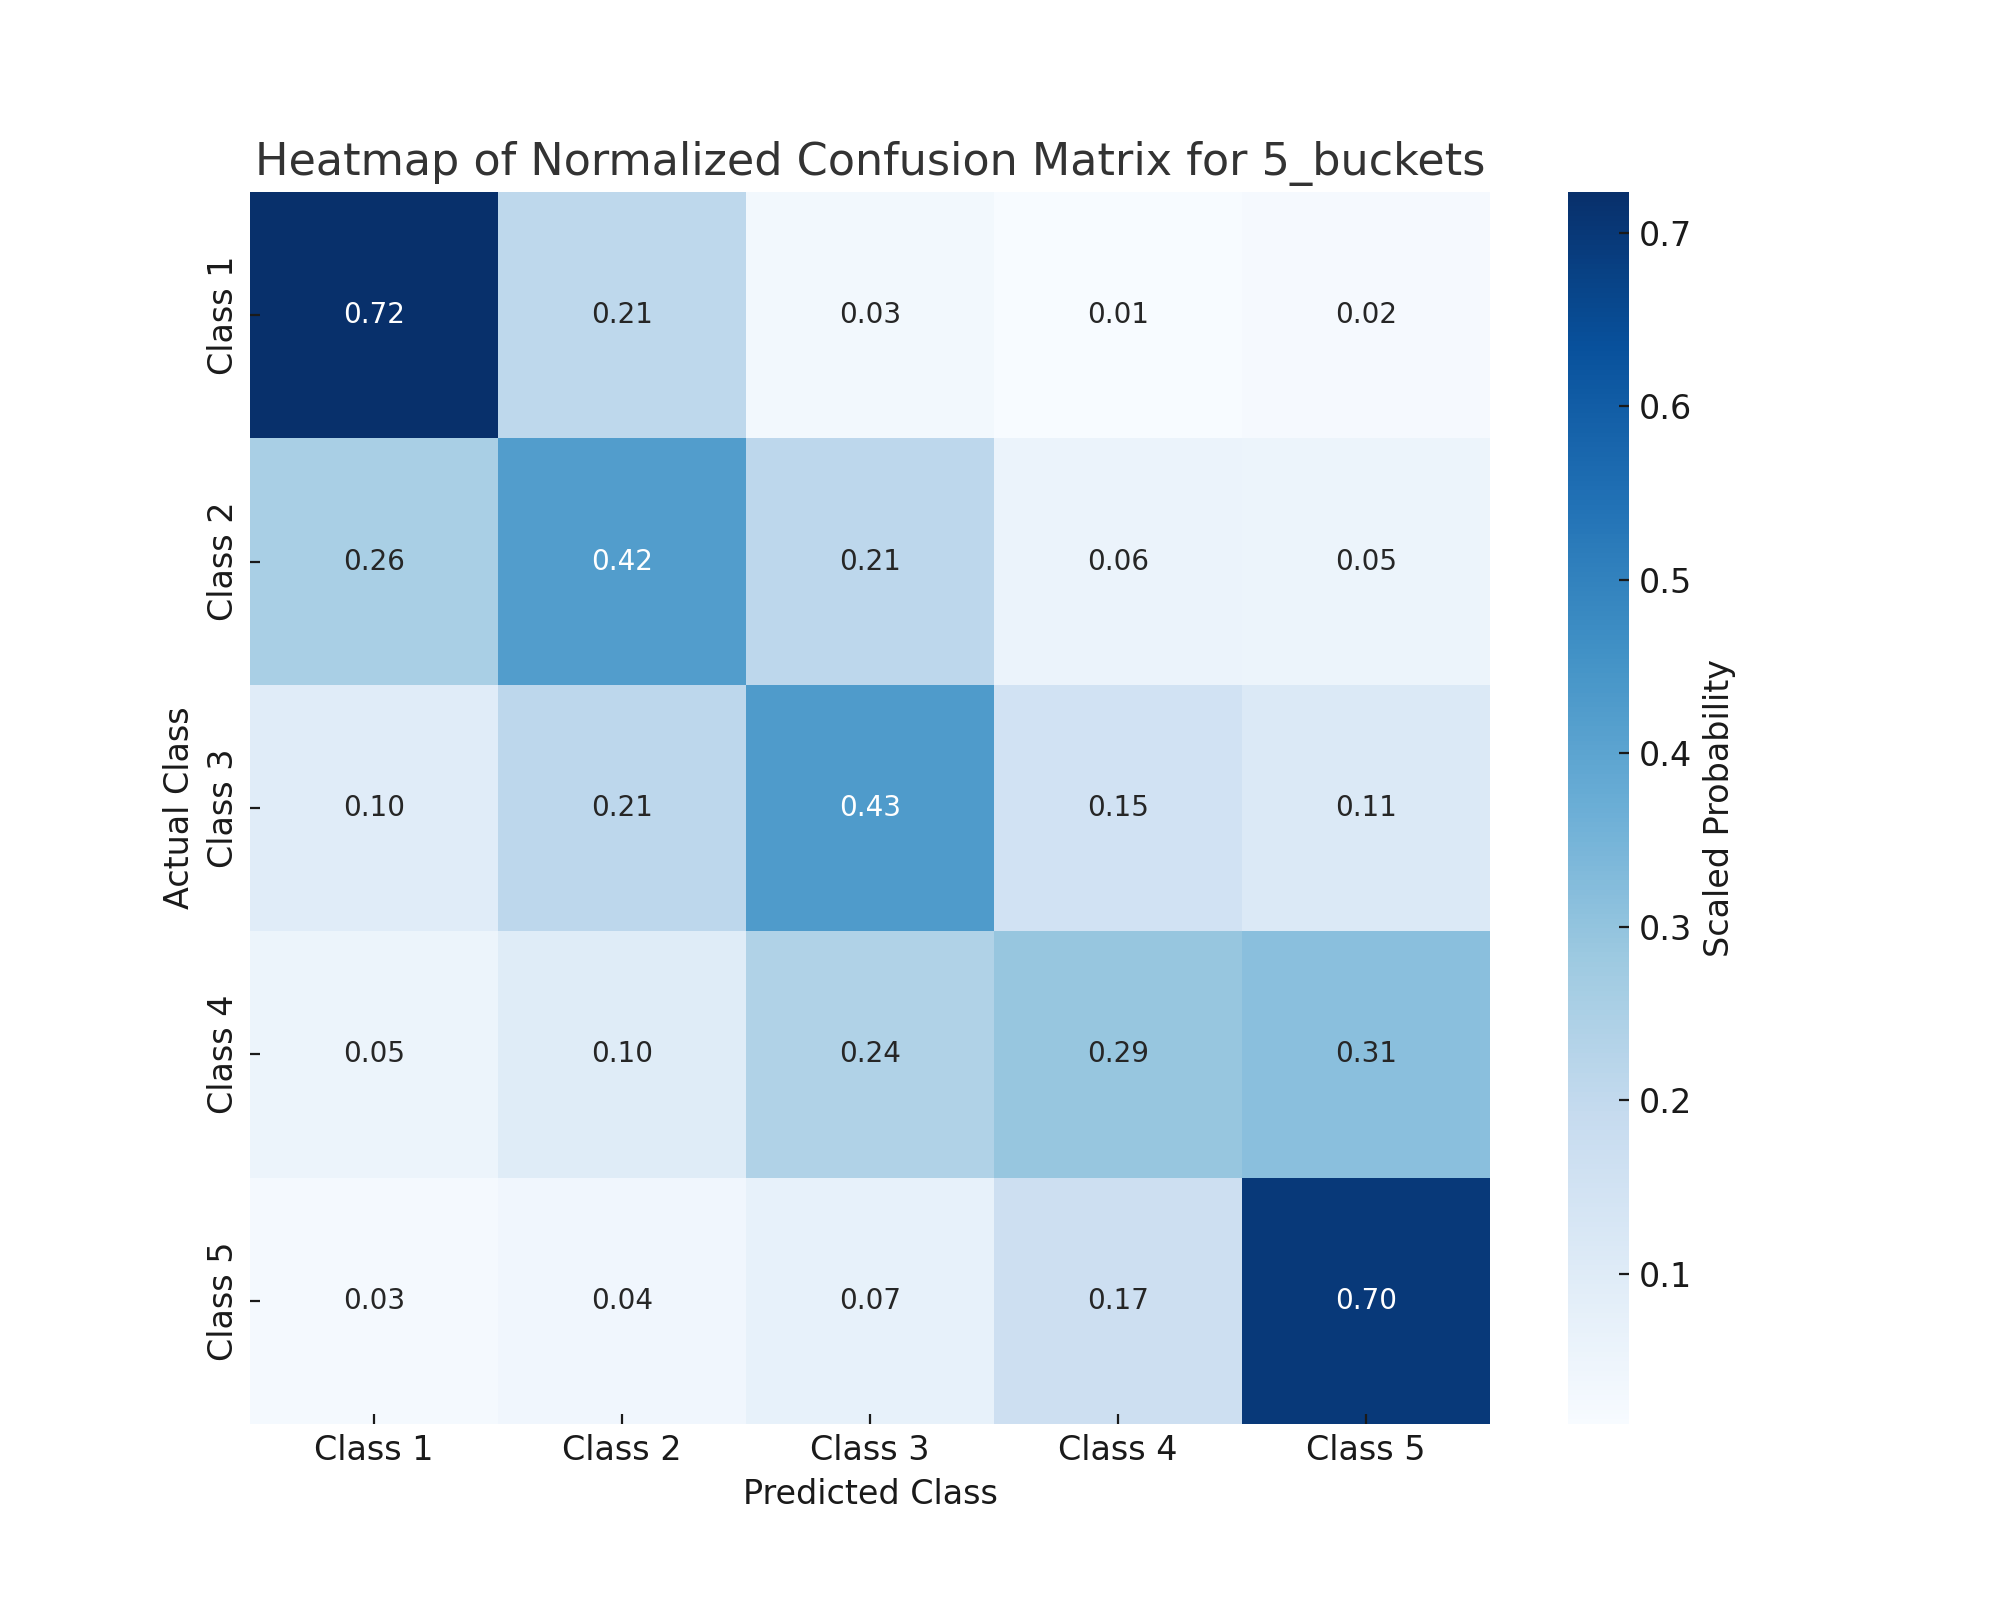 Heatmap of Normalized Confusion Matrix for 5_buckets
Actual Class
Class 1
0.72 0.21 0.03 0.01 0.02
Class 2
0.26 0.42 0.21 0.06 0.05
Class 3
0.10 0.21 0.43 0.15 0.11
Class 4
0.05 0.10 0.24 0.29 0.31
Class 5
0.03 0.04 0.07 0.17 0.70
Class 1 Class 2 Class 3 Class 4 Class 5
Predicted Class
0.7
0.6
0.5
0.4
0.3
0.2
0.1
Scaled Probability